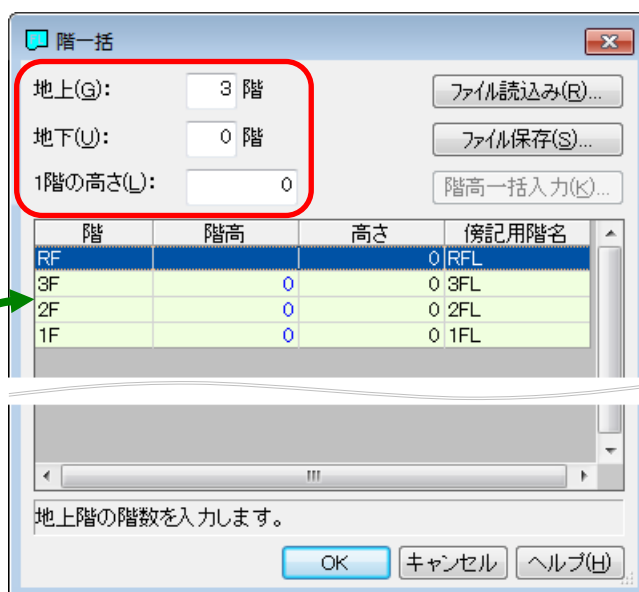 階一括
地上(G): 3 階
ファイル読込み(R)...
地下(U): 0 階
ファイル保存(S)...
1階の高さ(L): 0
階高一括入力(K)...
階 階高 高さ 傍記用階名
RF 0 RFL
3F 0 0 3FL
2F 0 0 2FL
1F 0 0 1FL
地上階の階数を入力します。
OK キャンセル ヘルプ(H)